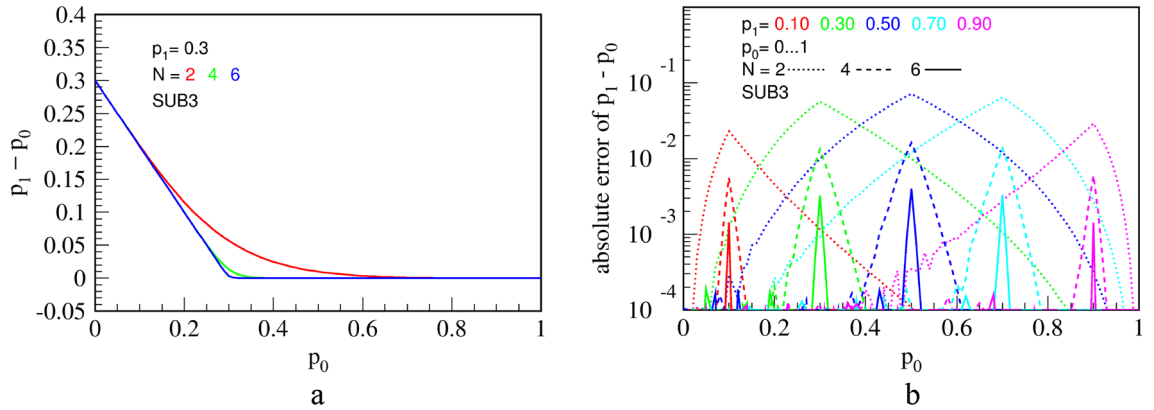 0.4
0.35
0.3
0.25
0.2
0.15
0.1
0.05
0
-0.05
p₁ – p₀
p₁= 0.3
N = 2 4 6
SUB3
0 0.2 0.4 0.6 0.8 1
p₀
a
absolute error of p₁ - p₀
10⁻¹
10⁻²
10⁻³
10⁻⁴
p₁= 0.10 0.30 0.50 0.70 0.90
p₀= 0...1
N = 2 4 6
SUB3
0 0.2 0.4 0.6 0.8 1
p₀
b